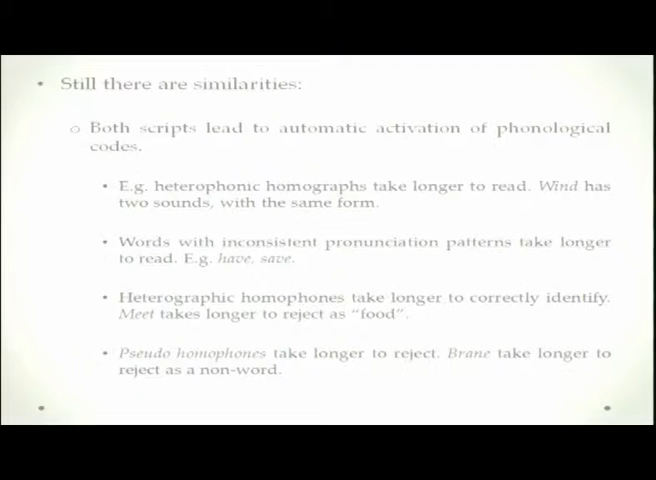 • Still there are similarities:
o Both scripts lead to automatic activation of phonological
codes.
• E.g. heterophonic homographs take longer to read. Wind has
two sounds, with the same form.
• Words with inconsistent pronunciation patterns take longer
to read. E.g. have, save.
• Heterographic homophones take longer to correctly identify.
Meet takes longer to reject as “food”.
• Pseudo homophones take longer to reject. Brane take longer to
reject as a non-word.